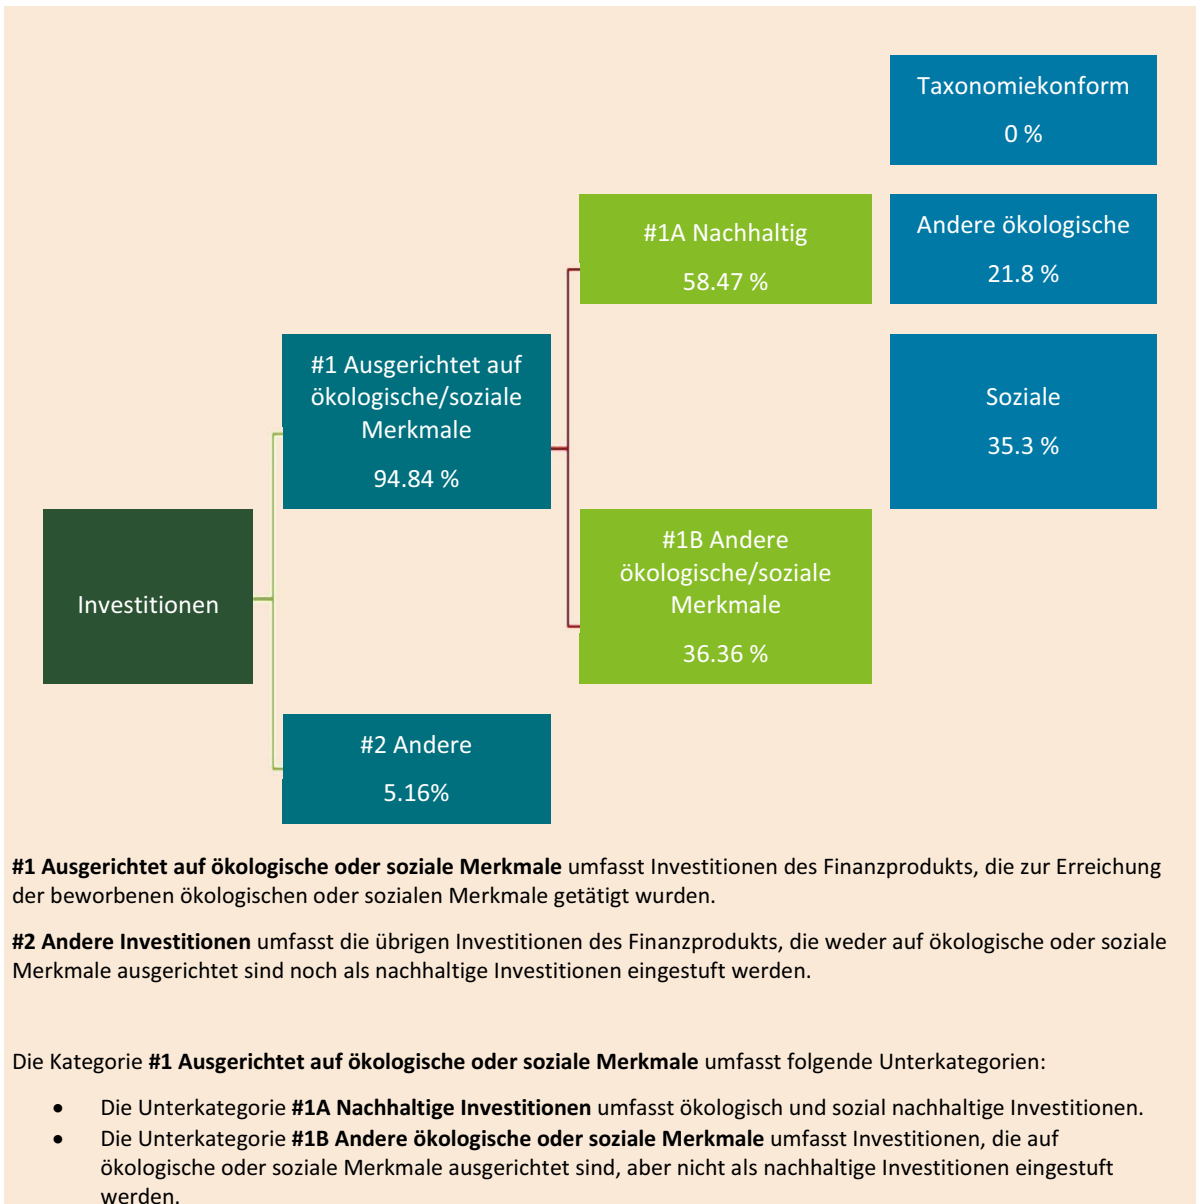 Taxonomiekonform
0 %
#1A Nachhaltig
58.47 %
Andere ökologische
21.8 %
#1 Ausgerichtet auf
ökologische/soziale
Merkmale
94.84 %
Soziale
35.3 %
Investitionen
#1B Andere
ökologische/soziale
Merkmale
36.36 %
#2 Andere
5.16%
#1 Ausgerichtet auf ökologische oder soziale Merkmale umfasst Investitionen des Finanzprodukts, die zur Erreichung
der beworbenen ökologischen oder sozialen Merkmale getätigt wurden.
#2 Andere Investitionen umfasst die übrigen Investitionen des Finanzprodukts, die weder auf ökologische oder soziale
Merkmale ausgerichtet sind noch als nachhaltige Investitionen eingestuft werden.
Die Kategorie #1 Ausgerichtet auf ökologische oder soziale Merkmale umfasst folgende Unterkategorien:
• Die Unterkategorie #1A Nachhaltige Investitionen umfasst ökologisch und sozial nachhaltige Investitionen.
• Die Unterkategorie #1B Andere ökologische oder soziale Merkmale umfasst Investitionen, die auf
ökologische oder soziale Merkmale ausgerichtet sind, aber nicht als nachhaltige Investitionen eingestuft
werden.